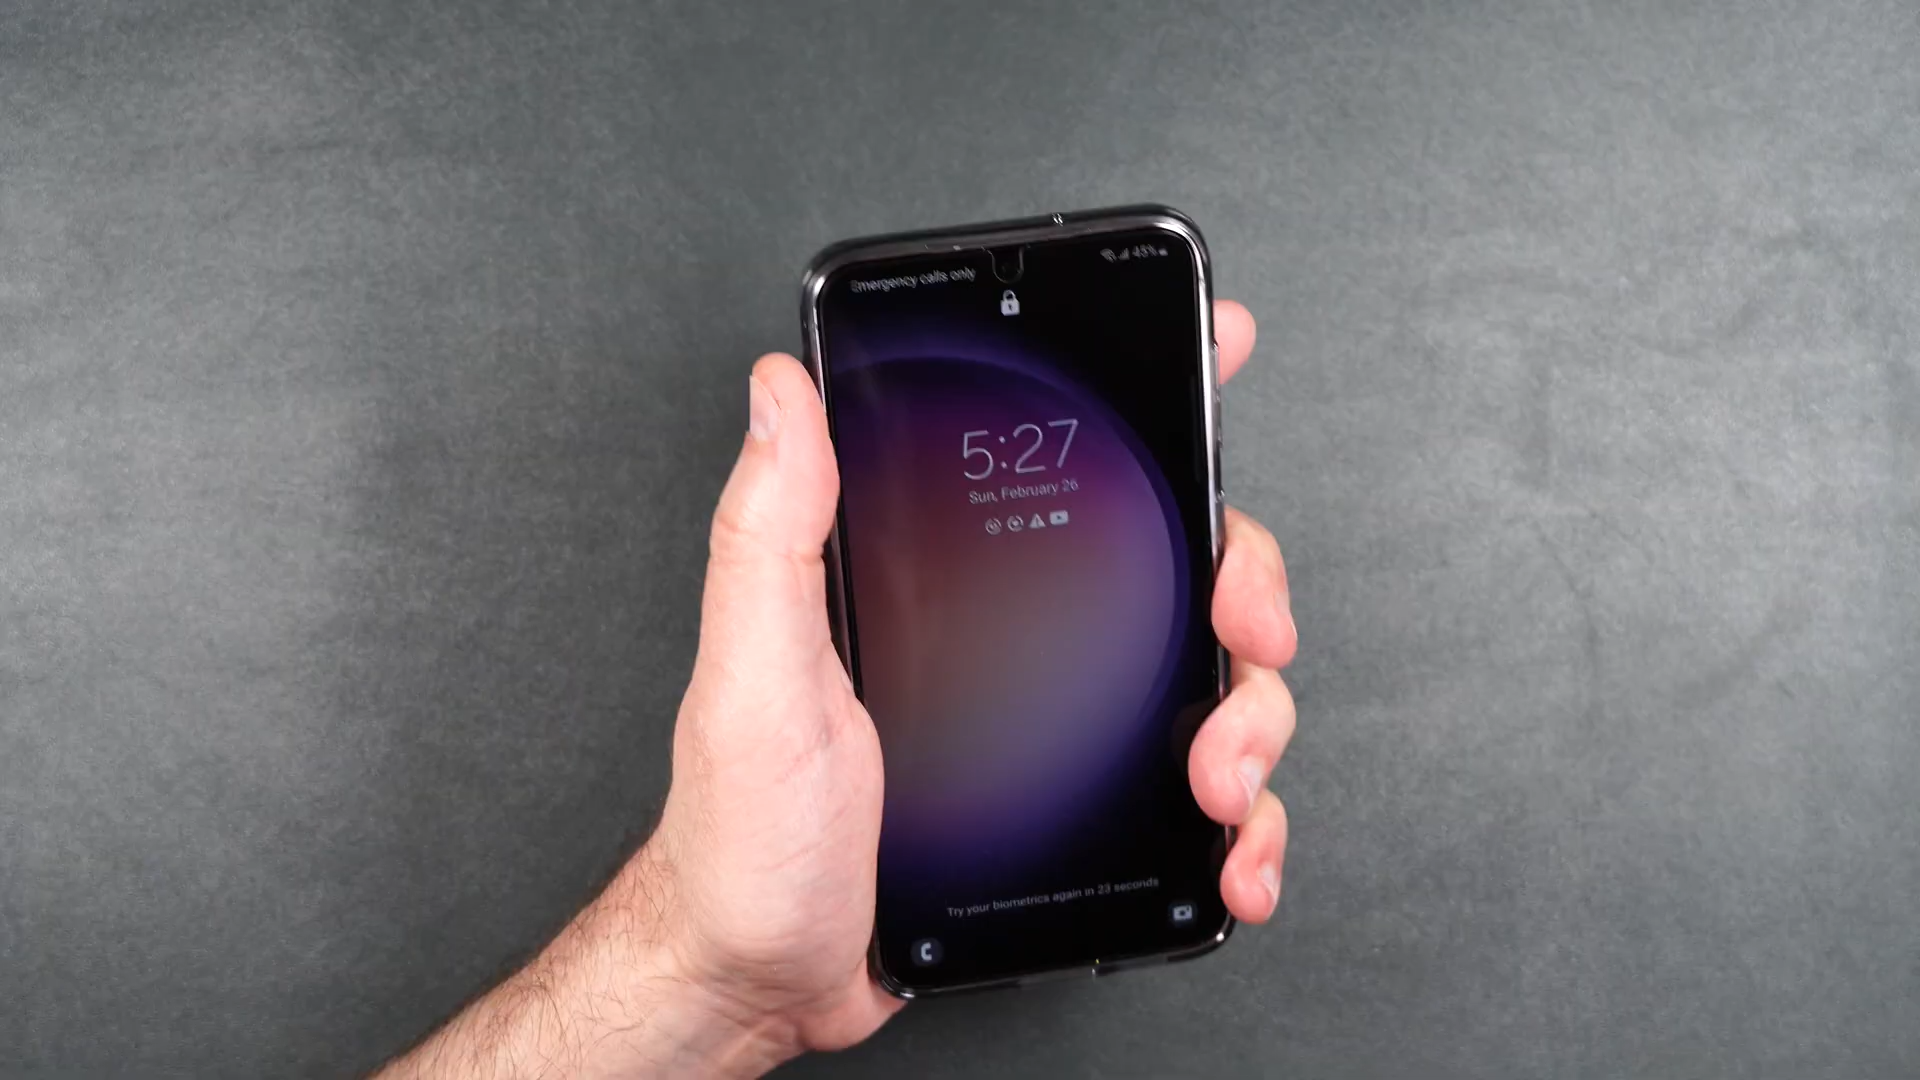 Emergency calls only
45%
5:27
Sun, February 26
Try your biometrics again in 23 seconds